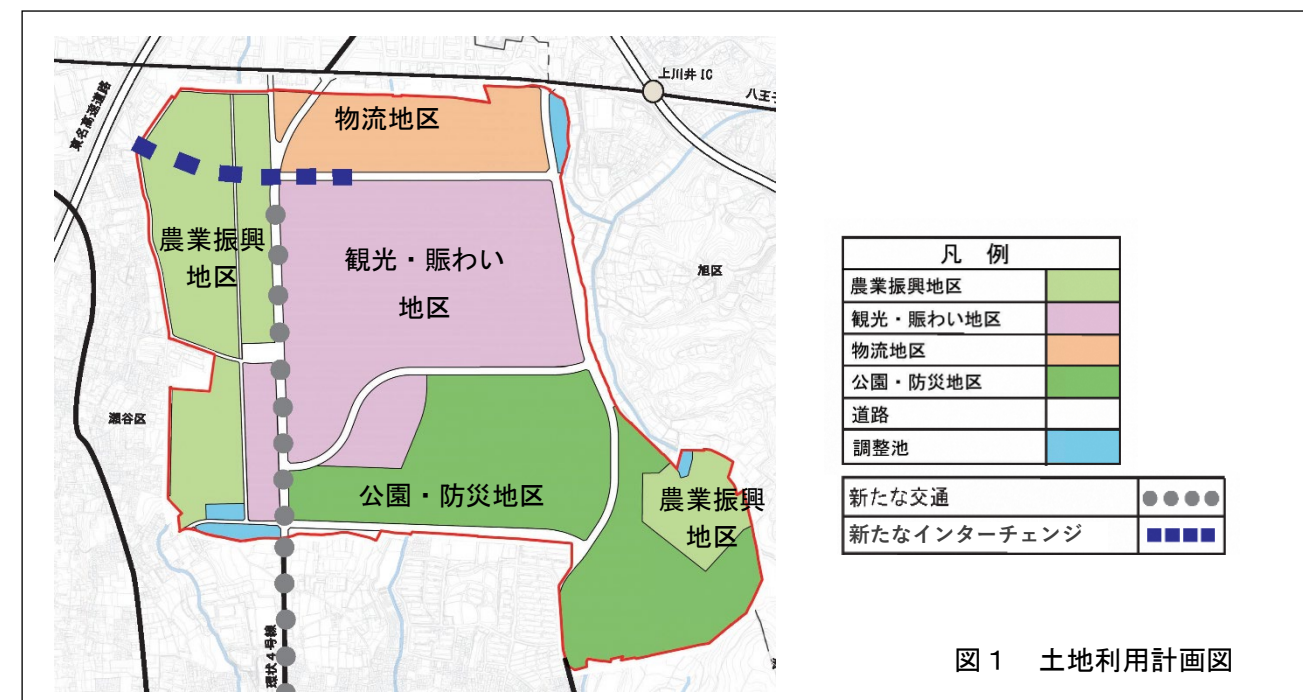 上川井IC
東名高速道路
物流地区
農業振興
地区
観光・賑わい
地区
旭区
瀬谷区
公園・防災地区
農業振興
地区
環状4号線
凡 例
農業振興地区
観光・賑わい地区
物流地区
公園・防災地区
道路
調整池
新たな交通
新たなインターチェンジ
図1 土地利用計画図